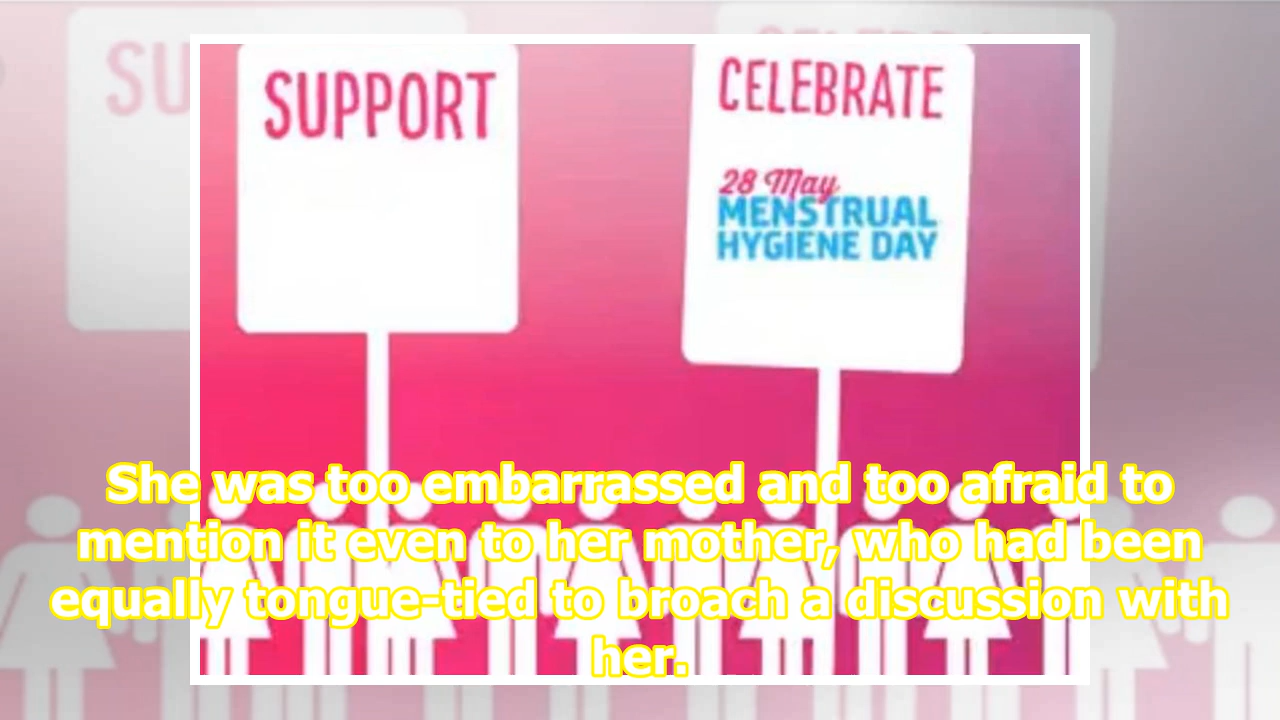 SUPPORT
CELEBRATE
28 May
MENSTRUAL
HYGIENE DAY
She was too embarrassed and too afraid to
mention it even to her mother, who had been
equally tongue-tied to broach a discussion with
her.